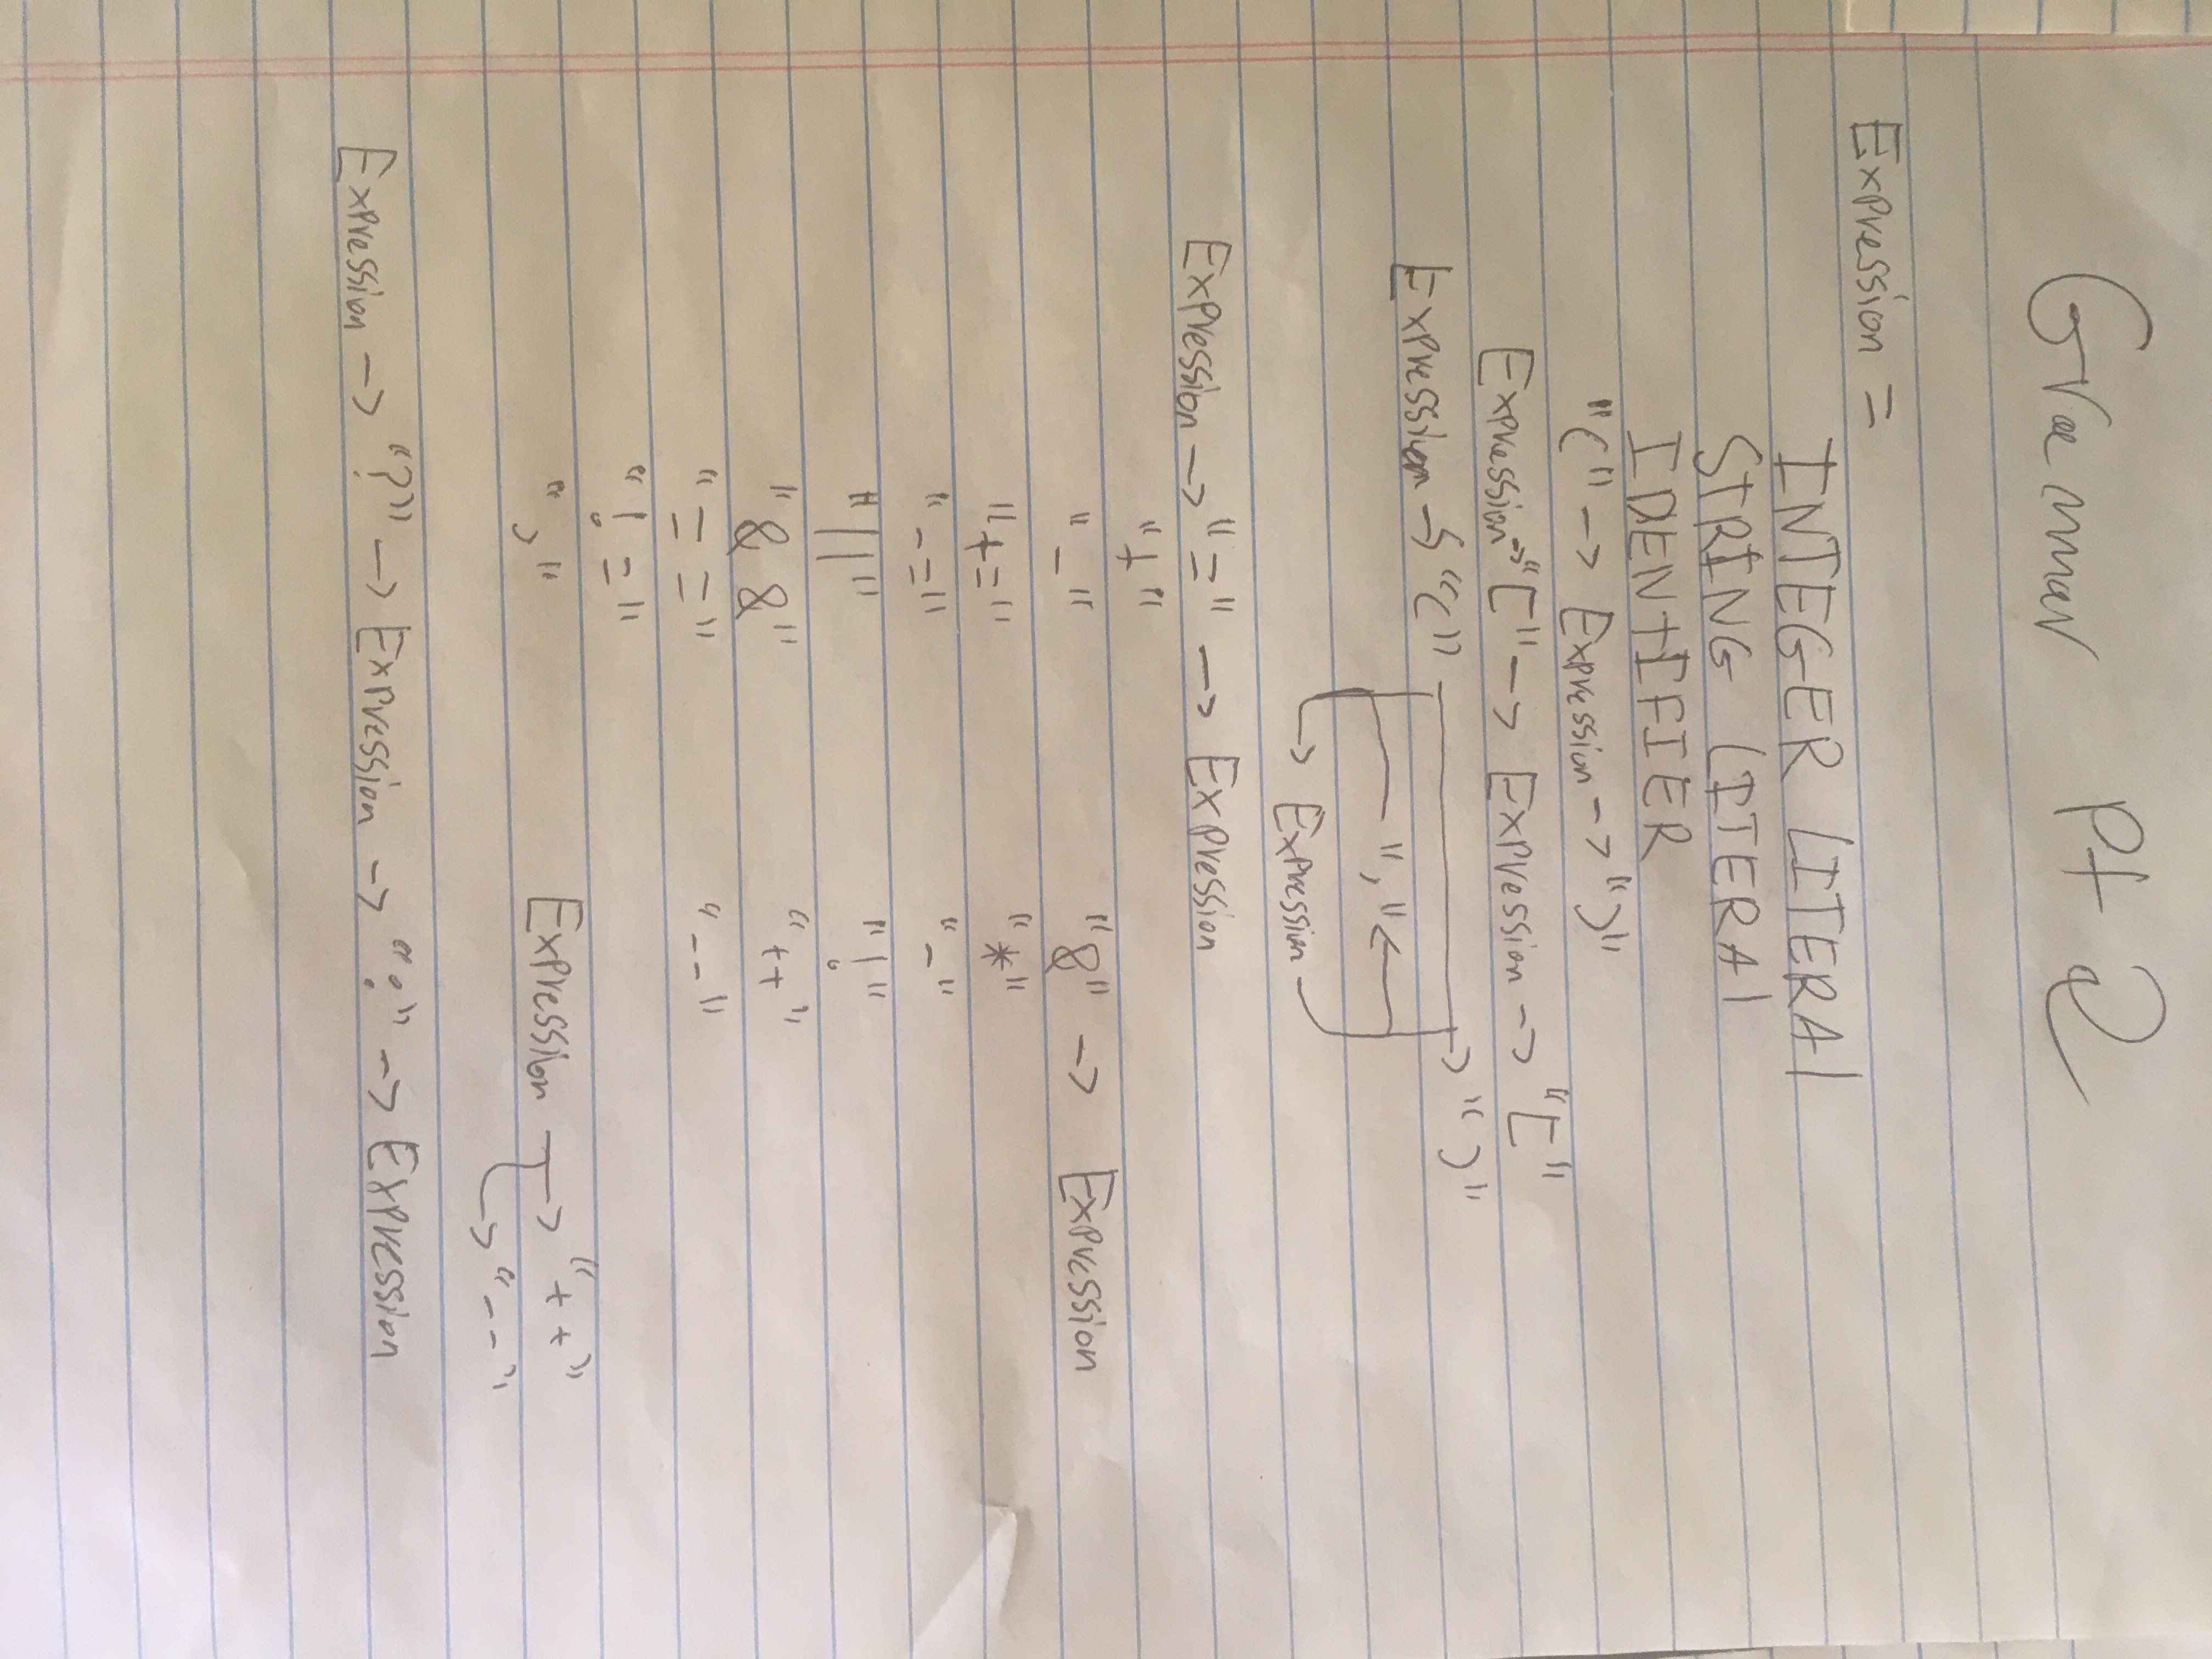 Grammar Pt 2
Expression =
INTEGER LITERAL
STRING LITERAL
IDENTIFIER
"(" -> Expression -> ")"
Expression -> "[" -> Expression -> "]"
Expression -> "(" -> ")"
"," <-
-> Expression
Expression -> "=" -> Expression
"+"
"-" "&" -> Expression
"+=" "*"
"-=" "-"
"||" "!"
"&&" "++"
"==" "--"
"!="
"," Expression -> "++"
-> "--"
Expression -> "?" -> Expression -> ":" -> Expression